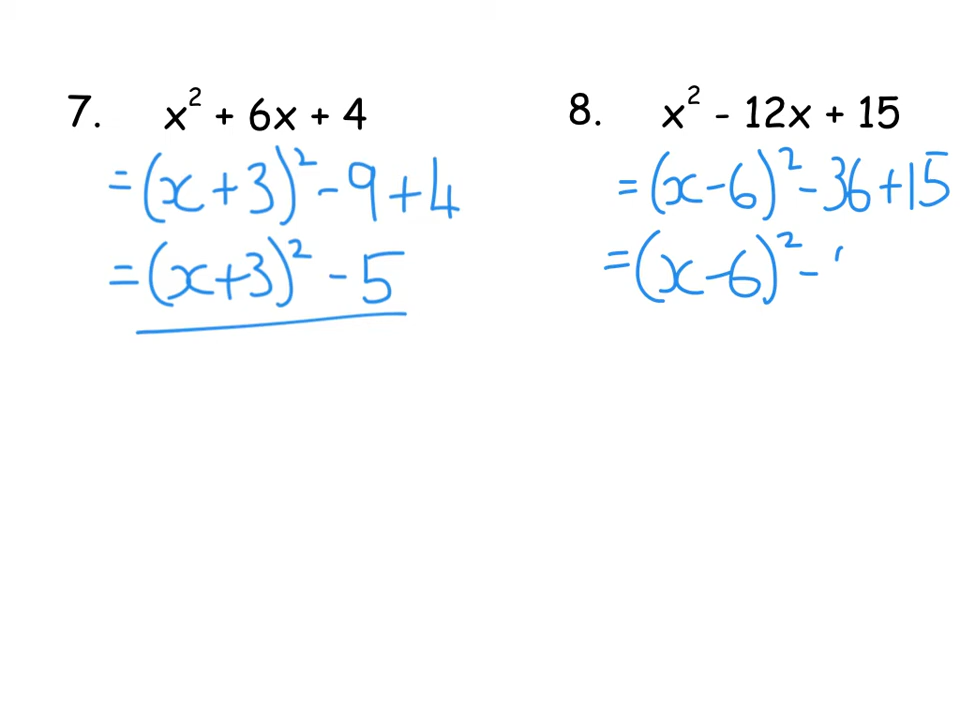 7. x² + 6x + 4
= (x + 3)² - 9 + 4
= (x+3)² - 5
8. x² - 12x + 15
= (x - 6)² - 36 + 15
= (x - 6)² -